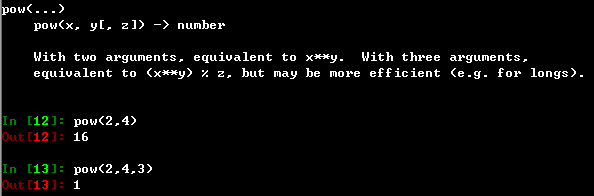 pow(...)
    pow(x, y[, z]) -> number

    With two arguments, equivalent to x**y.  With three arguments,
    equivalent to (x**y) % z, but may be more efficient (e.g. for longs).

In [12]: pow(2,4)
Out[12]: 16

In [13]: pow(2,4,3)
Out[13]: 1